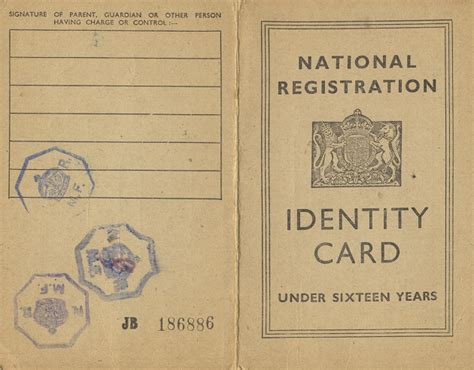 SIGNATURE OF PARENT, GUARDIAN OR OTHER PERSON
HAVING CHARGE OR CONTROL:—
R.
M.F.
N.
R.
M.F.
JB 186886
NATIONAL
REGISTRATION
IDENTITY
CARD
UNDER SIXTEEN YEARS